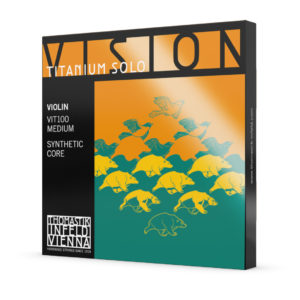 VISION
TITANIUM SOLO
VIOLIN
VIT100
MEDIUM
SYNTHETIC
CORE
THOMASTIK
INFELD
VIENNA